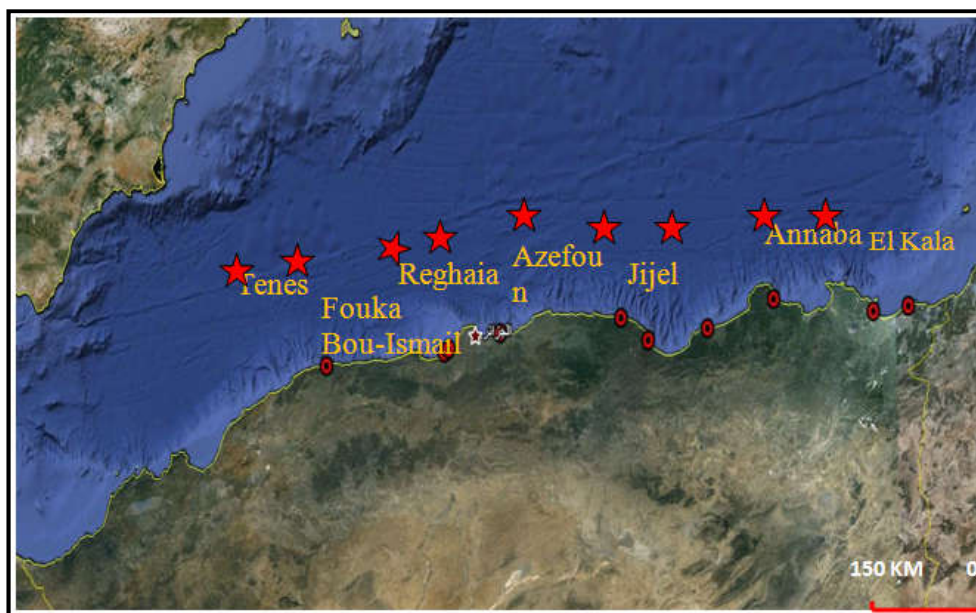 Tenes
Fouka
Bou-Ismail
Reghaia
Azefou
n
Jijel
Annaba
El Kala
150 KM
0